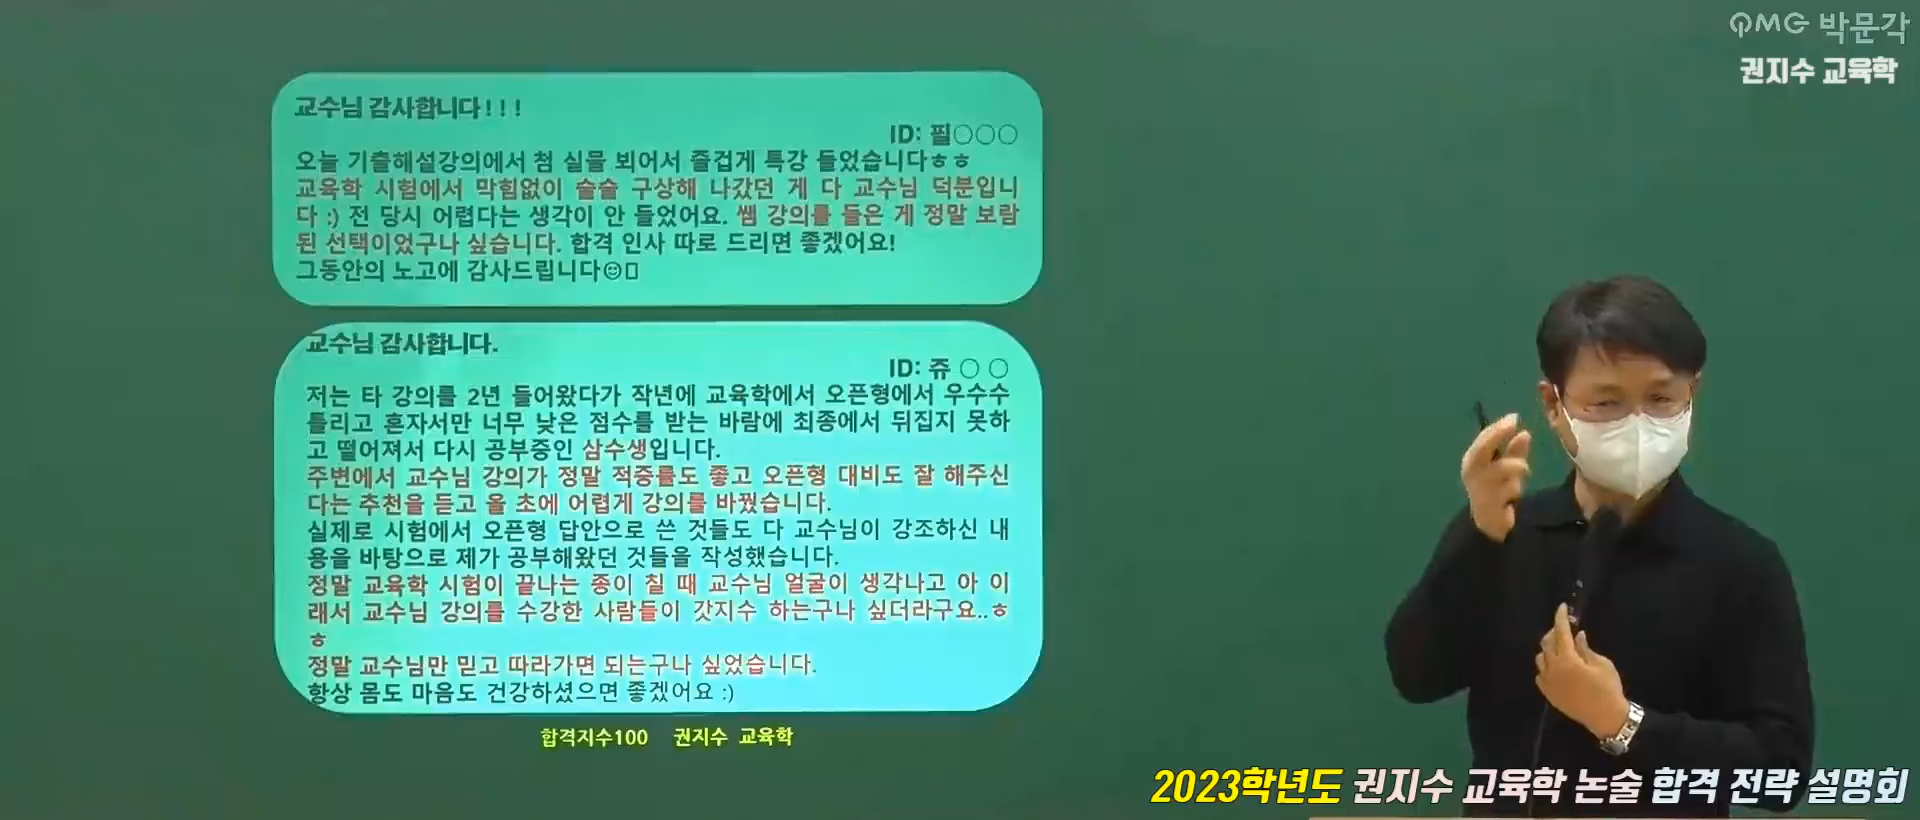 PMG 박문각
권지수 교육학
교수님 감사합니다!!!
ID: 필○○○
오늘 기출해설강의에서 첨 실물 뵈어서 즐겁게 특강 들었습니다ㅎㅎ
교육학 시험에서 막힘없이 술술 구상해 나갔던 게 다 교수님 덕분입니
다 :) 전 당시 어렵다는 생각이 안 들었어요. 쌤 강의를 들은 게 정말 보람
된 선택이었구나 싶습니다. 합격 인사 따로 드리면 좋겠어요!
그동안의 노고에 감사드립니다☺
교수님 감사합니다.
ID: 쥬 ○ ○
저는 타 강의를 2년 들어왔다가 작년에 교육학에서 오픈형에서 우수수
틀리고 혼자서만 너무 낮은 점수를 받는 바람에 최종에서 뒤집지 못하
고 떨어져서 다시 공부중인 삼수생입니다.
주변에서 교수님 강의가 정말 적중률도 좋고 오픈형 대비도 잘 해주신
다는 추천을 듣고 올 초에 어렵게 강의를 바꿨습니다.
실제로 시험에서 오픈형 답안으로 쓴 것들도 다 교수님이 강조하신 내
용을 바탕으로 제가 공부해왔던 것들을 작성했습니다.
정말 교육학 시험이 끝나는 종이 칠 때 교수님 얼굴이 생각나고 아 이
래서 교수님 강의를 수강한 사람들이 갓지수 하는구나 싶더라구요..ㅎ
ㅎ
정말 교수님만 믿고 따라가면 되는구나 싶었습니다.
항상 몸도 마음도 건강하셨으면 좋겠어요 :)
합격지수100 권지수 교육학
2023학년도 권지수 교육학 논술 합격 전략 설명회